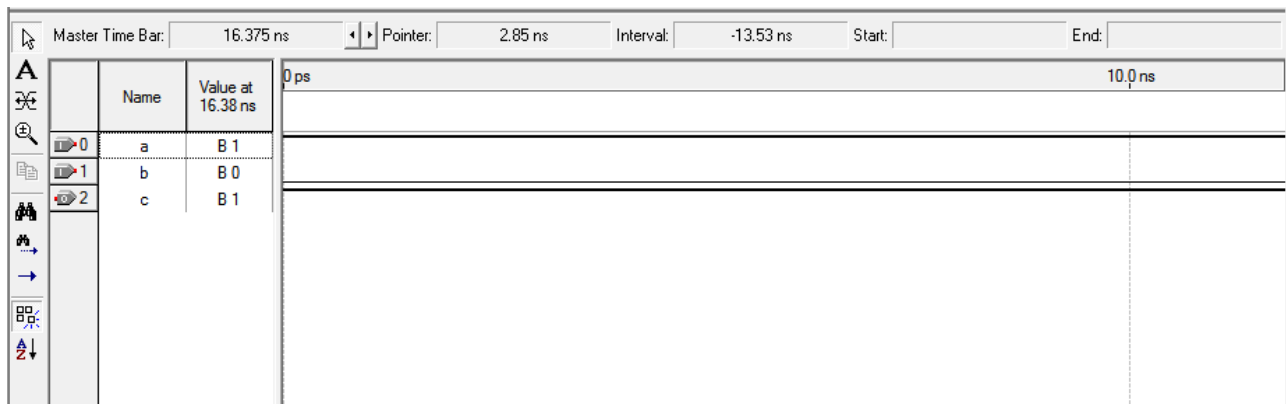 Master Time Bar: 16.375 ns Pointer: 2.85 ns Interval: -13.53 ns Start: End:
A
Name
Value at
16.38 ns
0 ps
10.0 ns
0 a B 1
1 b B 0
2 c B 1
A
Z